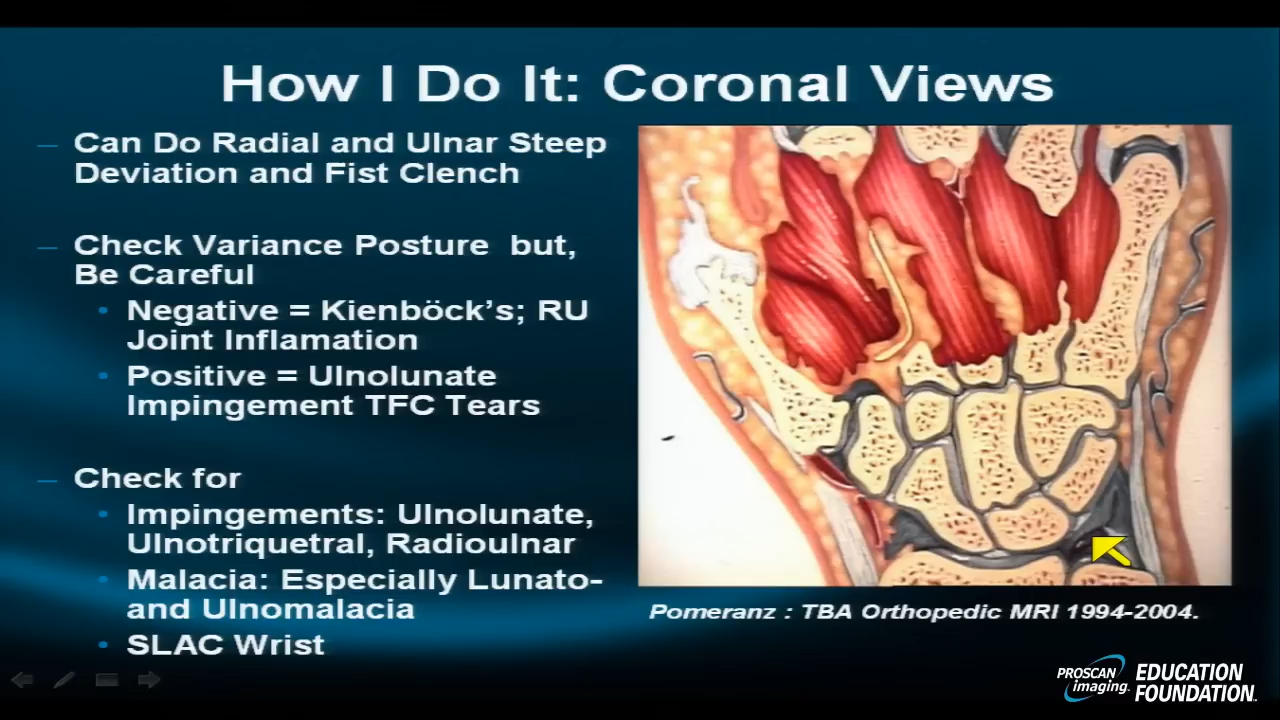 How I Do It: Coronal Views
– Can Do Radial and Ulnar Steep
Deviation and Fist Clench
– Check Variance Posture but,
Be Careful
• Negative = Kienböck's; RU
Joint Inflamation
• Positive = Ulnolunate
Impingement TFC Tears
– Check for
• Impingements: Ulnolunate,
Ulnotriquetral, Radioulnar
• Malacia: Especially Lunato-
and Ulnomalacia
• SLAC Wrist
Pomeranz : TBA Orthopedic MRI 1994-2004.
PROSCAN
imaging.
EDUCATION
FOUNDATION